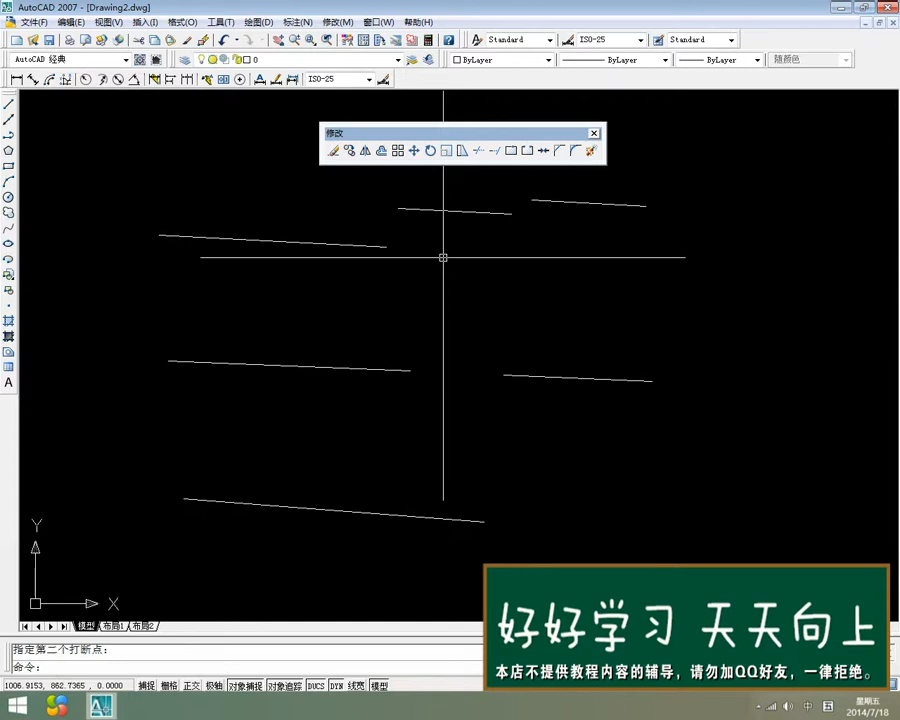 AutoCAD 2007 - [Drawing2.dwg]
文件(F) 编辑(E) 视图(V) 插入(I) 格式(O) 工具(T) 绘图(D) 标注(N) 修改(M) 窗口(W) 帮助(H)
Standard ISO-25 Standard
AutoCAD 经典 0 ByLayer ByLayer ByLayer 随颜色
ISO-25
修改
A
Y
X
模型 布局1 布局2
指定第二个打断点:
命令:
好好学习 天天向上
本店不提供教程内容的辅导，请勿加QQ好友，一律拒绝。
1006.9153, 862.7365, 0.0000 捕捉 栅格 正交 极轴 对象捕捉 对象追踪 DUCS DYN 线宽 模型
中 五 星期五
2014/7/18